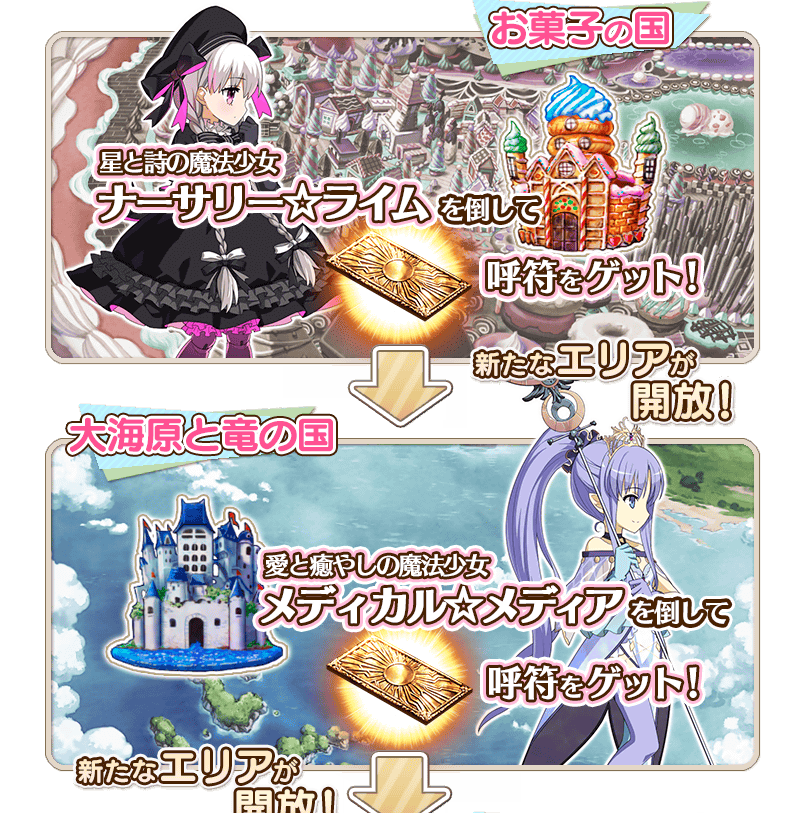 お菓子の国
星と詩の魔法少女
ナーサリー☆ライム を倒して
呼符をゲット!
新たなエリアが
開放!
大海原と竜の国
愛と癒やしの魔法少女
メディカル☆メディア を倒して
呼符をゲット!
新たなエリアが
開放!